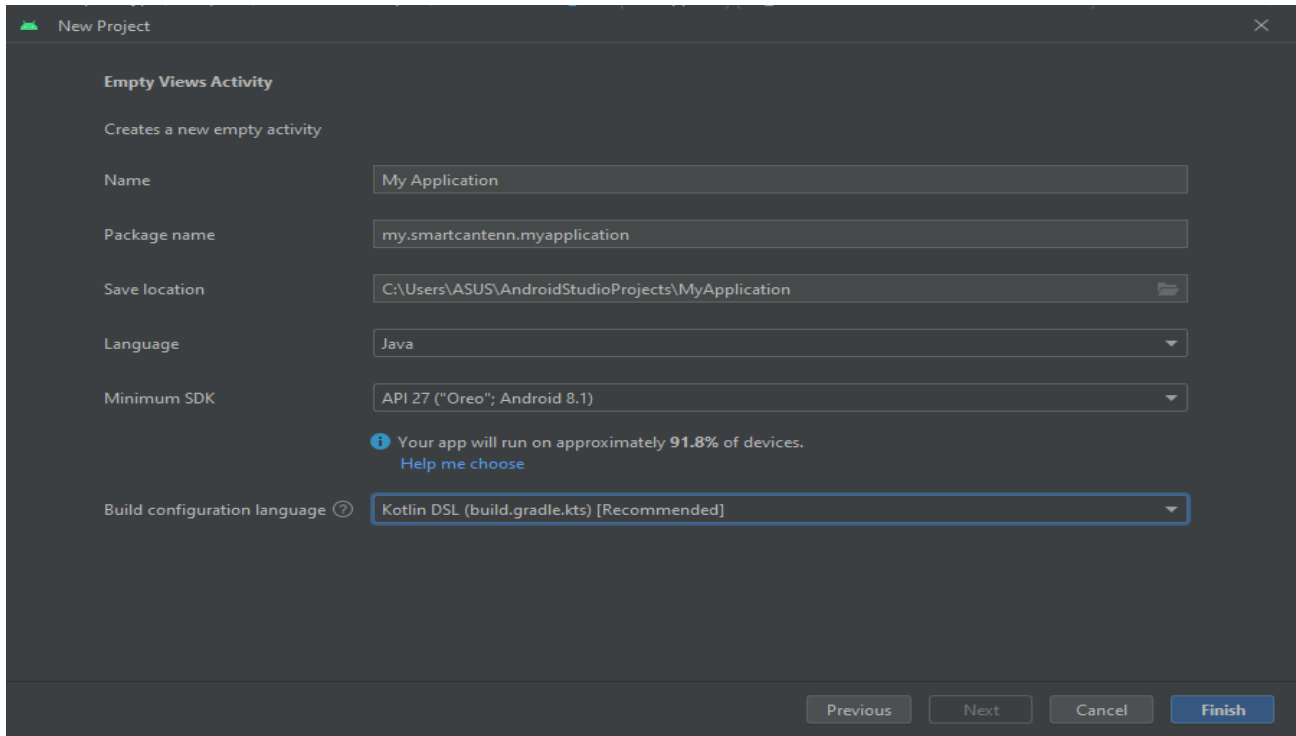 New Project
Empty Views Activity
Creates a new empty activity
Name My Application
Package name my.smartcantenn.myapplication
Save location C:\Users\ASUS\AndroidStudioProjects\MyApplication
Language Java
Minimum SDK API 27 ("Oreo"; Android 8.1)
Your app will run on approximately 91.8% of devices.
Help me choose
Build configuration language ? Kotlin DSL (build.gradle.kts) [Recommended]
Previous Next Cancel Finish